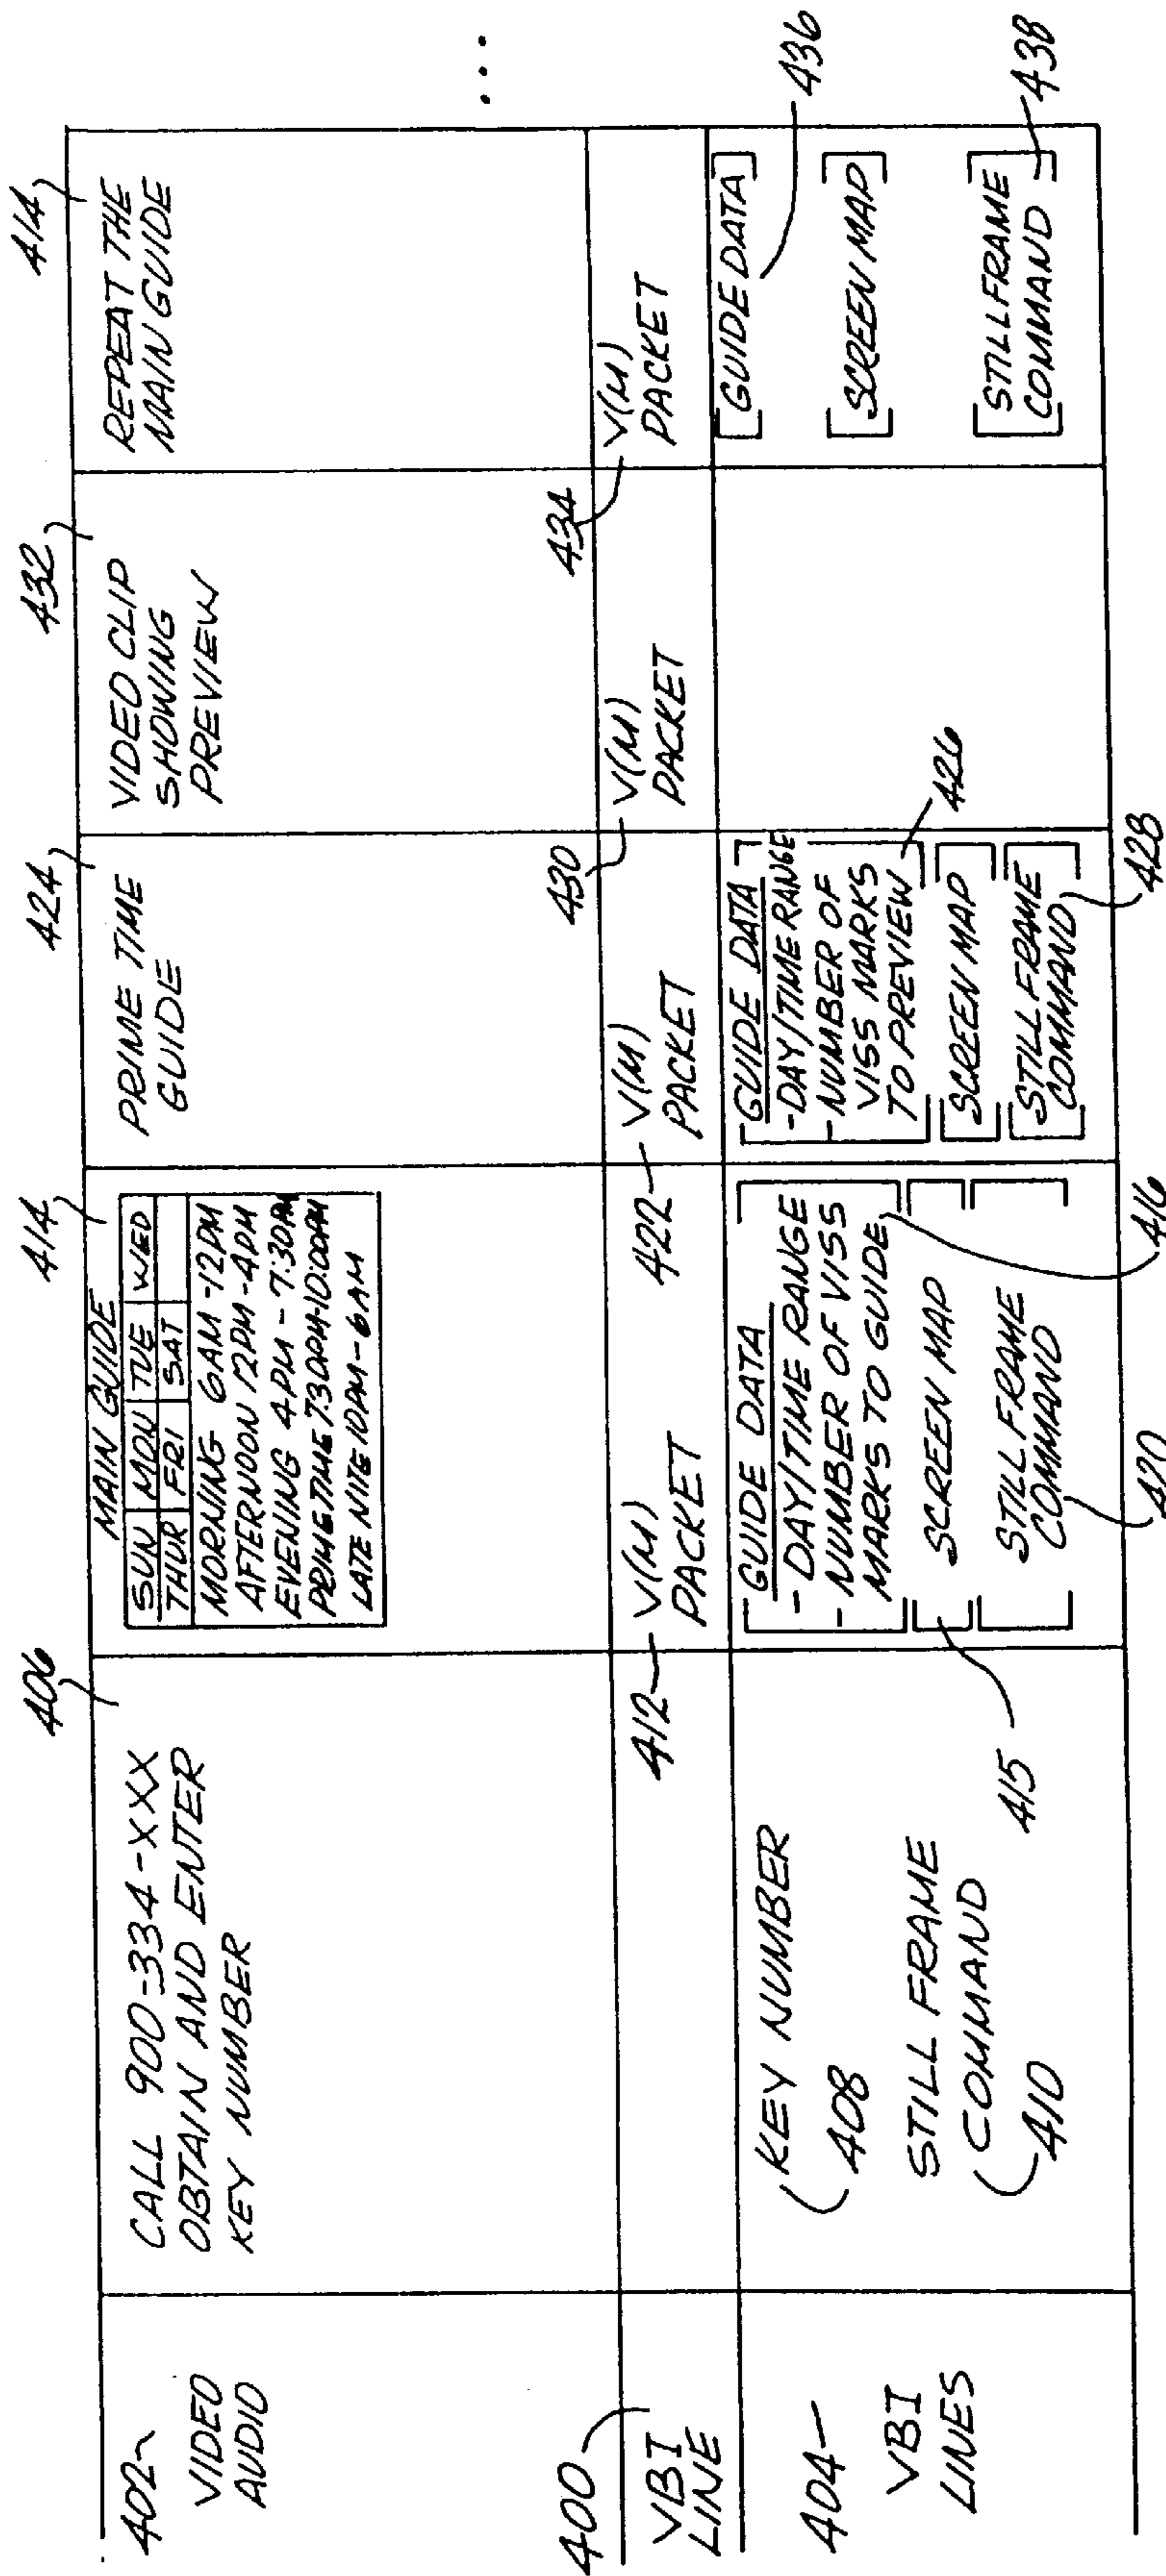 402
VIDEO
AUDIO
400
VBI
LINE
404
VBI
LINES
406
CALL 900-334-XXX
OBTAIN AND ENTER
KEY NUMBER
KEY NUMBER
408
STILL FRAME
COMMAND
410
414
MAIN GUIDE
SUN MON TUE WED
THUR FRI SAT
MORNING 6AM-12PM
AFTERNOON 12PM-4PM
EVENING 4PM-7:30PM
PRIME TIME 7:30PM-10:00PM
LATE NITE 10PM-6AM
412
V(M)
PACKET
GUIDE DATA
- DAY/TIME RANGE
- NUMBER OF VISS
MARKS TO GUIDE
416
SCREEN MAP
415
STILL FRAME
COMMAND
420
424
PRIME TIME
GUIDE
422
V(M)
PACKET
GUIDE DATA
-DAY/TIME RANGE
-NUMBER OF
VISS MARKS
TO PREVIEW
426
SCREEN MAP
STILL FRAME
COMMAND
428
432
VIDEO CLIP
SHOWING
PREVIEW
430
V(M)
PACKET
414
REPEAT THE
MAIN GUIDE
434
V(M)
PACKET
GUIDE DATA
436
SCREEN MAP
STILL FRAME
COMMAND
438
...